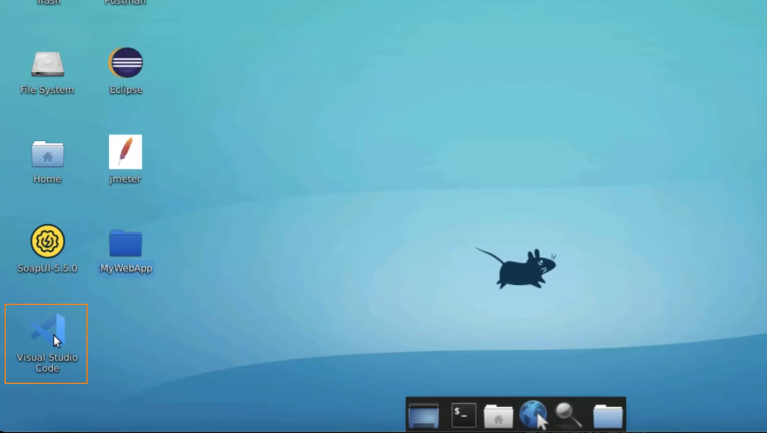 Trash
Postman
File System
Eclipse
Home
jmeter
SoapUI-5.5.0
MyWebApp
Visual Studio
Code
$_